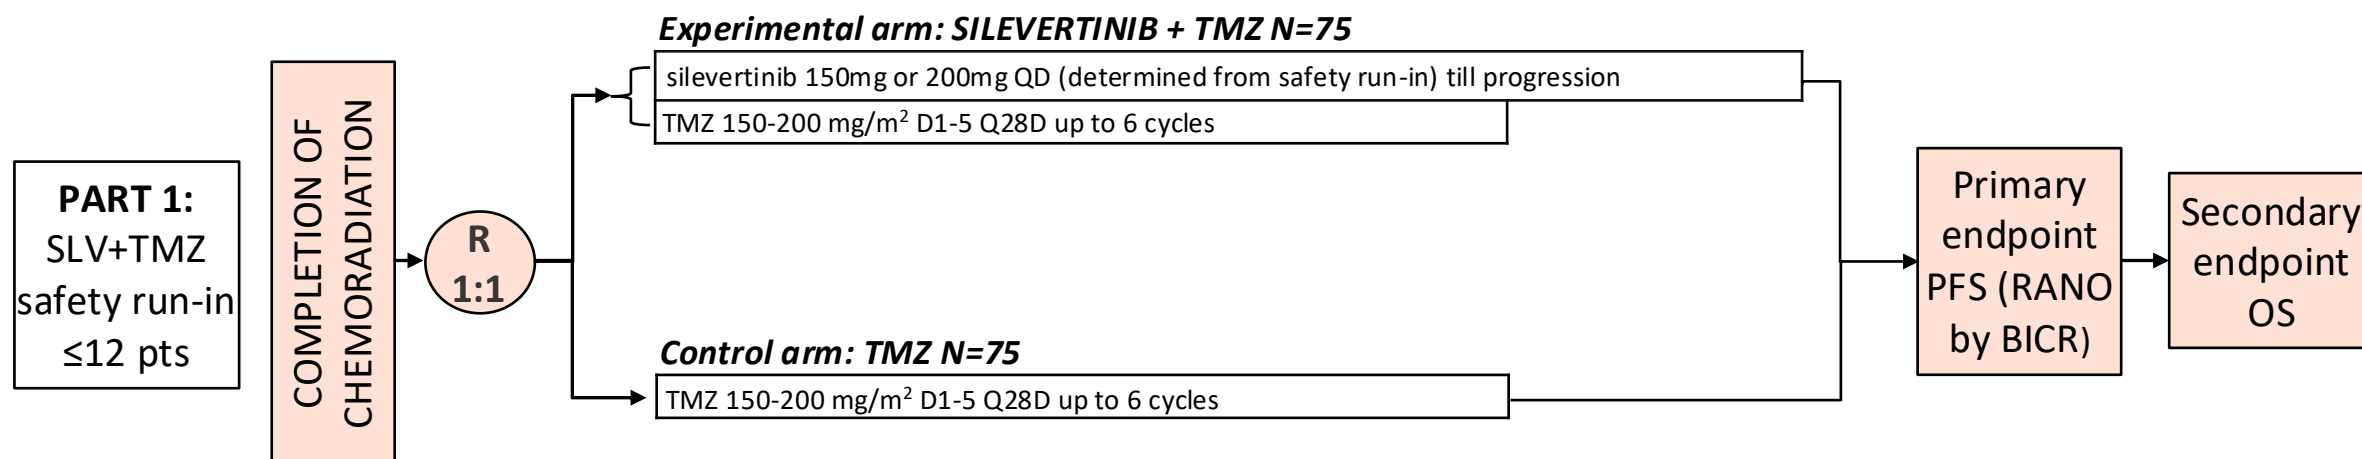 PART 1:
SLV+TMZ
safety run-in
≤12 pts
COMPLETION OF
CHEMORADIATION
R
1:1
Experimental arm: SILEVERTINIB + TMZ N=75
silevertinib 150mg or 200mg QD (determined from safety run-in) till progression
TMZ 150-200 mg/m² D1-5 Q28D up to 6 cycles
Control arm: TMZ N=75
TMZ 150-200 mg/m² D1-5 Q28D up to 6 cycles
Primary
endpoint
PFS (RANO
by BICR)
Secondary
endpoint
OS